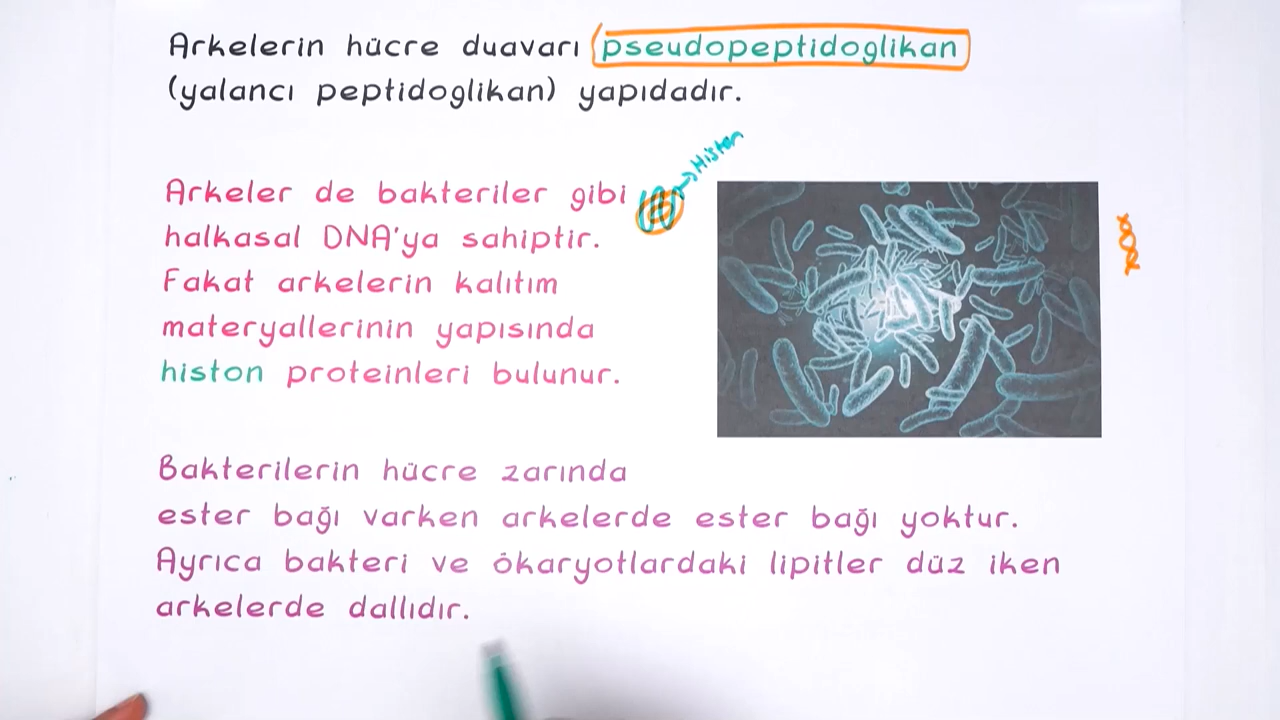 Arkelerin hücre duavarı pseudopeptidoglikan
(yalancı peptidoglikan) yapıdadır.
Histon
Arkeler de bakteriler gibi
halkasal DNA'ya sahiptir.
Fakat arkelerin kalıtım
materyallerinin yapısında
histon proteinleri bulunur.
Bakterilerin hücre zarında
ester bağı varken arkelerde ester bağı yoktur.
Ayrıca bakteri ve ökaryotlardaki lipitler düz iken
arkelerde dallıdır.